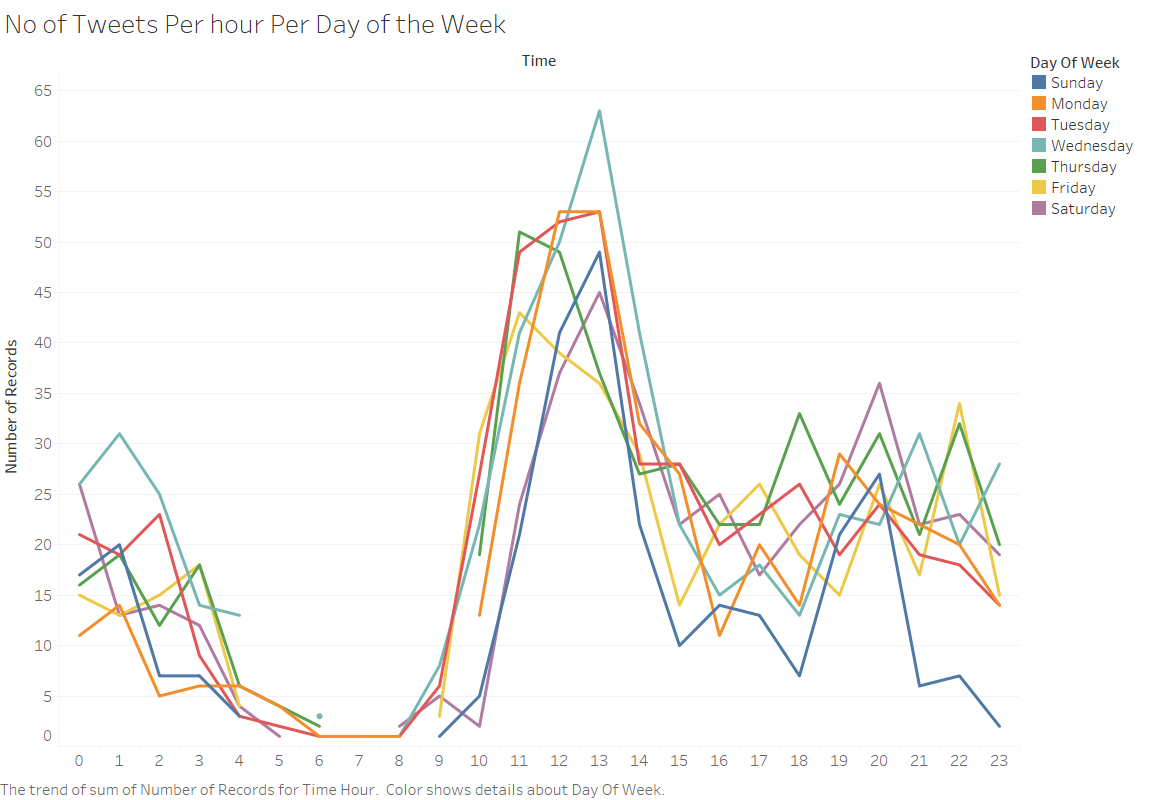 No of Tweets Per hour Per Day of the Week
Time
Day Of Week
Sunday
Monday
Tuesday
Wednesday
Thursday
Friday
Saturday
Number of Records
65
60
55
50
45
40
35
30
25
20
15
10
5
0
0 1 2 3 4 5 6 7 8 9 10 11 12 13 14 15 16 17 18 19 20 21 22 23
The trend of sum of Number of Records for Time Hour. Color shows details about Day Of Week.